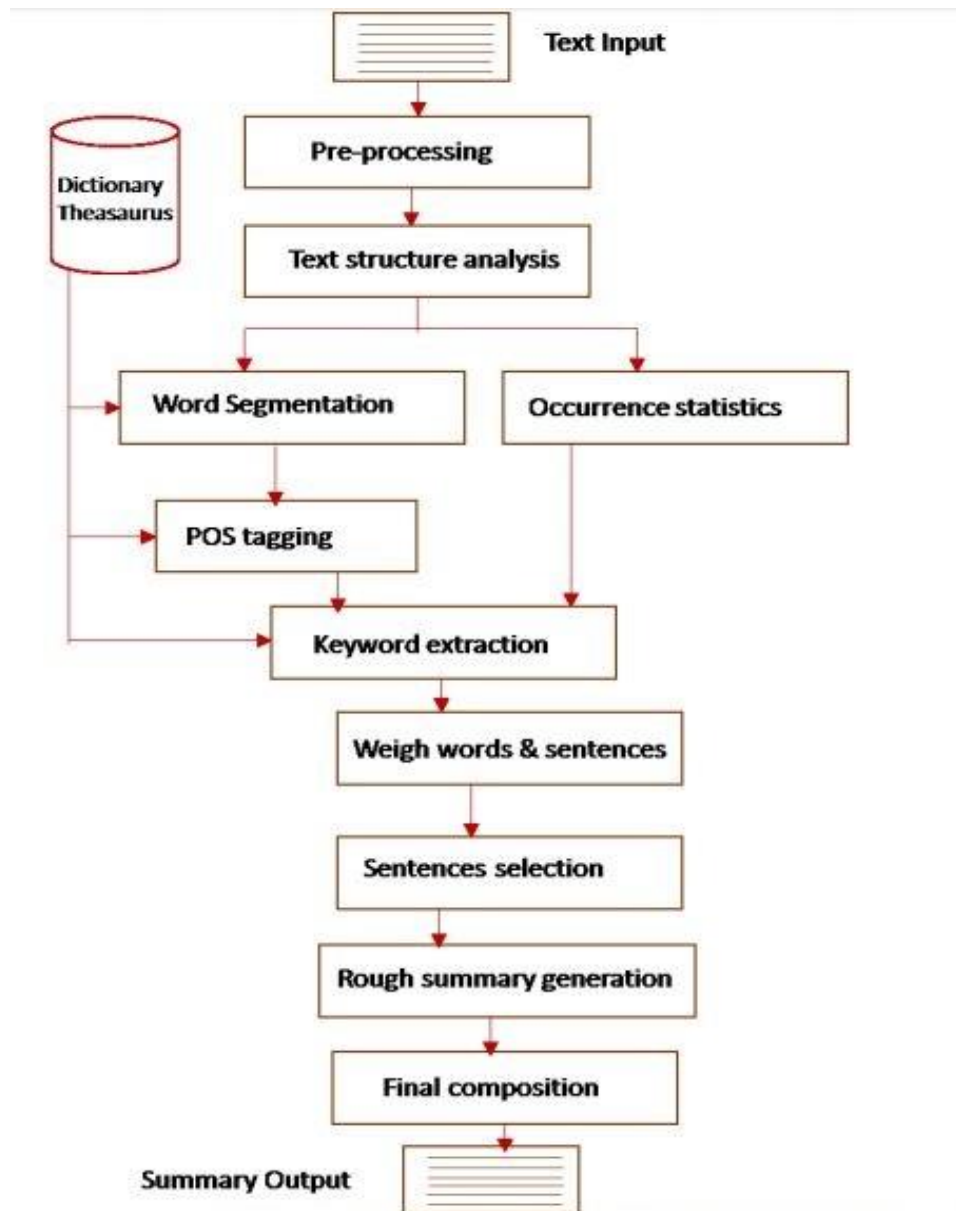 Text Input
Pre-processing
Dictionary
Theasaurus
Text structure analysis
Word Segmentation
Occurrence statistics
POS tagging
Keyword extraction
Weigh words & sentences
Sentences selection
Rough summary generation
Final composition
Summary Output